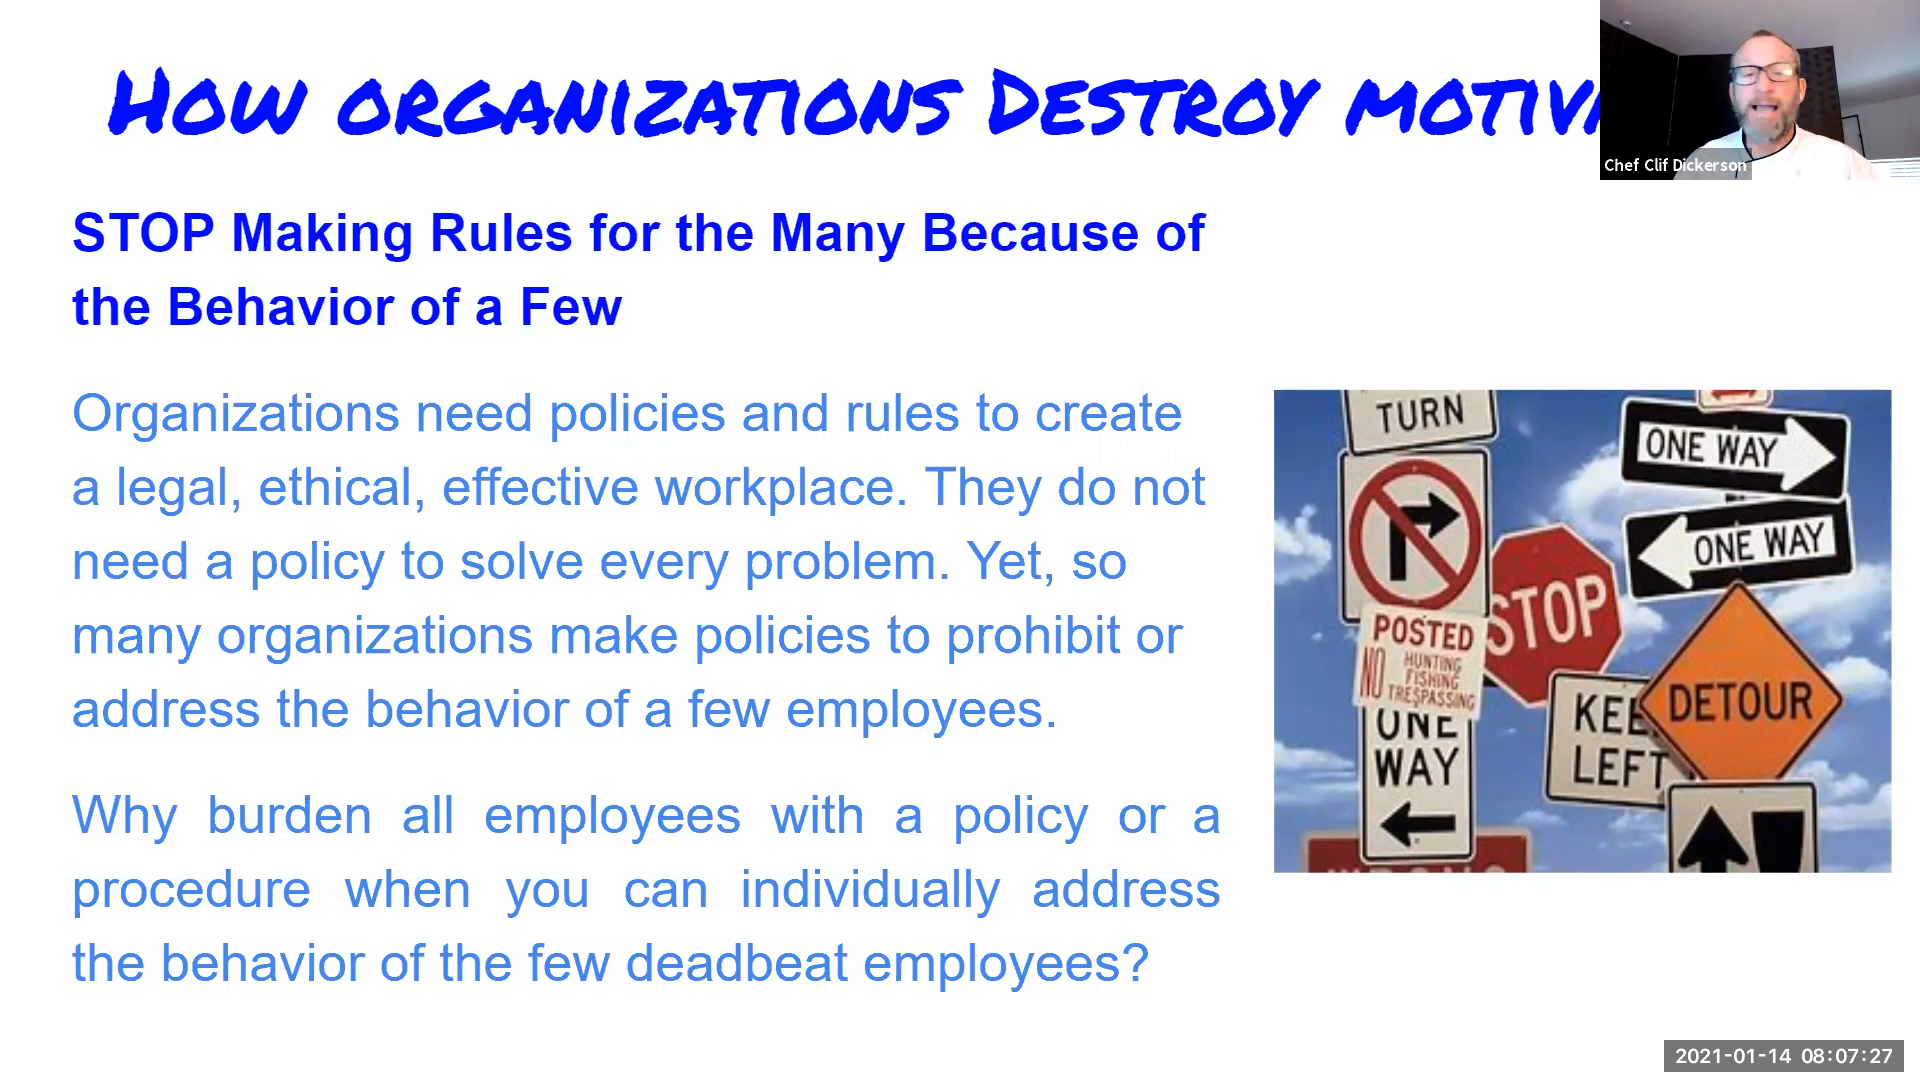 How organizations Destroy motiv
Chef Clif Dickerson
STOP Making Rules for the Many Because of
the Behavior of a Few
Organizations need policies and rules to create
a legal, ethical, effective workplace. They do not
need a policy to solve every problem. Yet, so
many organizations make policies to prohibit or
address the behavior of a few employees.
Why burden all employees with a policy or a
procedure when you can individually address
the behavior of the few deadbeat employees?
TURN
ONE WAY
ONE WAY
STOP
POSTED
NO HUNTING
FISHING
TRESPASSING
ONE
WAY
KEE
LEFT
DETOUR
2021-01-14 08:07:27